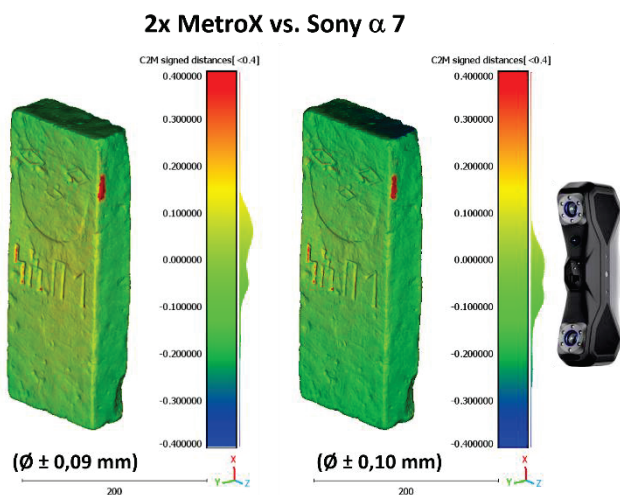 2x MetroX vs. Sony α 7
C2M signed distances[ <0.4]
0.400000
0.300000
0.200000
0.100000
0.000000
-0.100000
-0.200000
-0.300000
-0.400000
(Ø ± 0,09 mm)
X
Y
Z
200
C2M signed distances[ <0.4]
0.400000
0.300000
0.200000
0.100000
0.000000
-0.100000
-0.200000
-0.300000
-0.400000
(Ø ± 0,10 mm)
X
Y
Z
200